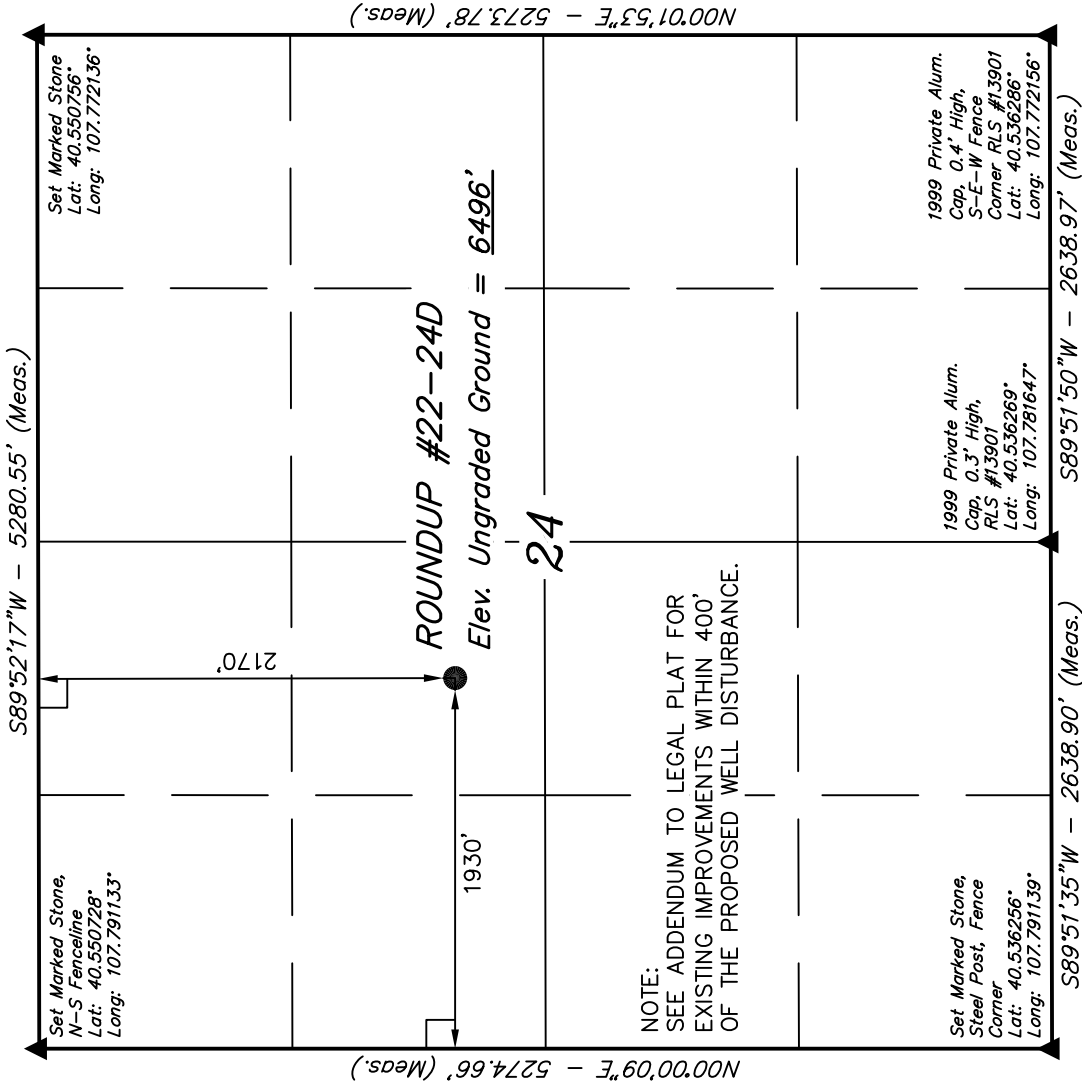 S89°52'17"W - 5280.55' (Meas.)
Set Marked Stone,
N-S Fenceline
Lat: 40.550728°
Long: 107.791133°
Set Marked Stone
Lat: 40.550756°
Long: 107.772136°
2170'
1930'
ROUNDUP #22-24D
Elev. Ungraded Ground = 6496'
24
N00°00'09"E - 5274.66' (Meas.)
N00°01'53"E - 5273.78' (Meas.)
NOTE:
SEE ADDENDUM TO LEGAL PLAT FOR
EXISTING IMPROVEMENTS WITHIN 400'
OF THE PROPOSED WELL DISTURBANCE.
Set Marked Stone,
Steel Post, Fence
Corner
Lat: 40.536256°
Long: 107.791139°
1999 Private Alum.
Cap, 0.3' High,
RLS #13901
Lat: 40.536269°
Long: 107.781647°
1999 Private Alum.
Cap, 0.4' High,
S-E-W Fence
Corner RLS #13901
Lat: 40.536286°
Long: 107.772156°
S89°51'35"W - 2638.90' (Meas.)
S89°51'50"W - 2638.97' (Meas.)